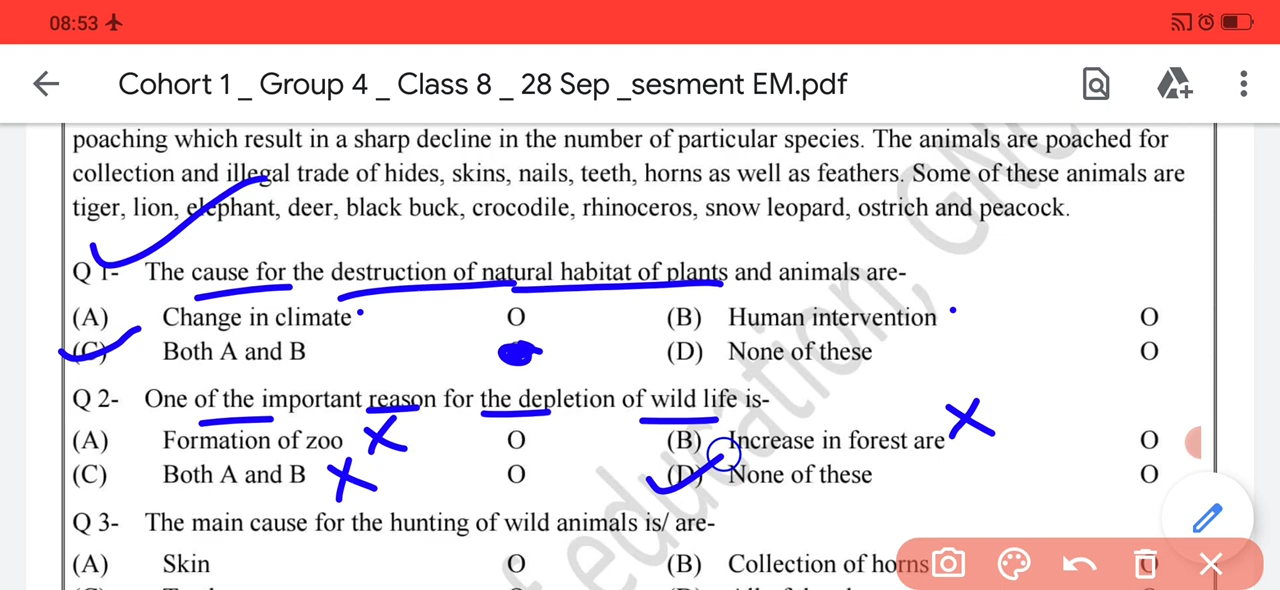 08:53
Cohort 1 _ Group 4 _ Class 8 _ 28 Sep _sesment EM.pdf
poaching which result in a sharp decline in the number of particular species. The animals are poached for
collection and illegal trade of hides, skins, nails, teeth, horns as well as feathers. Some of these animals are
tiger, lion, elephant, deer, black buck, crocodile, rhinoceros, snow leopard, ostrich and peacock.
Q 1- The cause for the destruction of natural habitat of plants and animals are-
(A) Change in climate O (B) Human intervention O
(C) Both A and B (D) None of these O
Q 2- One of the important reason for the depletion of wild life is-
(A) Formation of zoo O (B) Increase in forest are O
(C) Both A and B O (D) None of these O
Q 3- The main cause for the hunting of wild animals is/ are-
(A) Skin O (B) Collection of horns O
education,